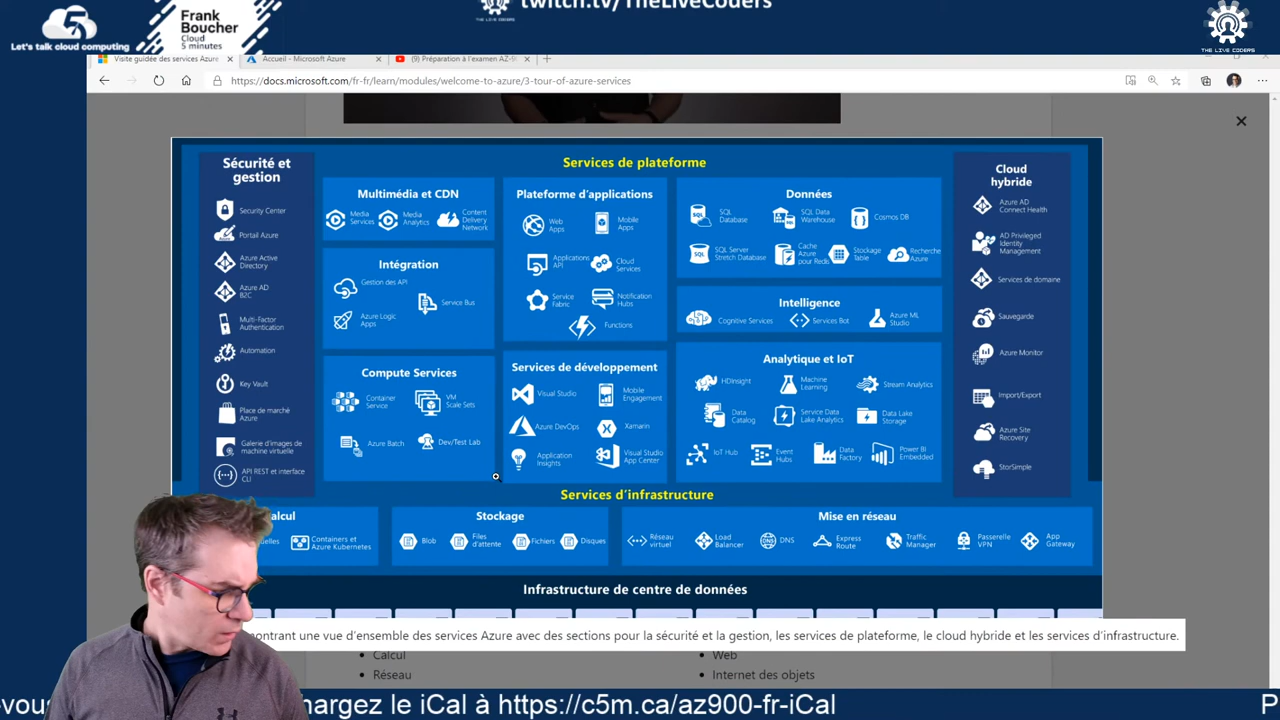 twitch.tv/TheLiveCoders
5
Let's talk cloud computing
Frank
Boucher
Cloud
5 minutes
THE LIVE CODERS
THE LIVE CODERS
Visite guidée des services Azure
Accueil - Microsoft Azure
(9) Préparation à l'examen AZ-9
https://docs.microsoft.com/fr-fr/learn/modules/welcome-to-azure/3-tour-of-azure-services
Services de plateforme
Sécurité et
gestion
Security Center
Portail Azure
Azure Active
Directory
Azure AD
B2C
Multi-Factor
Authentication
Automation
Key Vault
Place de marché
Azure
Galerie d'images de
machine virtuelle
API REST et interface
CLI
Multimédia et CDN
Media
Services
Media
Analytics
Content
Delivery
Network
Intégration
Gestion des API
Service Bus
Azure Logic
Apps
Compute Services
Container
Service
VM
Scale Sets
Azure Batch
Dev/Test Lab
Plateforme d'applications
Web
Apps
Mobile
Apps
Applications
API
Cloud
Services
Service
Fabric
Notification
Hubs
Functions
Services de développement
Visual Studio
Mobile
Engagement
Azure DevOps
Xamarin
Application
Insights
Visual Studio
App Center
Données
SQL
Database
SQL Data
Warehouse
Cosmos DB
SQL Server
Stretch Database
Cache
Azure
pour Redis
Stockage
Table
Recherche
Azure
Intelligence
Cognitive Services
Services Bot
Azure ML
Studio
Analytique et IoT
HDInsight
Machine
Learning
Stream Analytics
Data
Catalog
Service Data
Lake Analytics
Data Lake
Storage
IoT Hub
Event
Hubs
Data
Factory
Power BI
Embedded
Cloud
hybride
Azure AD
Connect Health
AD Privileged
Identity
Management
Services de domaine
Sauvegarde
Azure Monitor
Import/Export
Azure Site
Recovery
StorSimple
Services d'infrastructure
alcul
uelles
Containers et
Azure Kubernetes
Stockage
Blob
Files
d'attente
Fichiers
Disques
Mise en réseau
Réseau
virtuel
Load
Balancer
DNS
Express
Route
Traffic
Manager
Passerelle
VPN
App
Gateway
Infrastructure de centre de données
ontrant une vue d'ensemble des services Azure avec des sections pour la sécurité et la gestion, les services de plateforme, le cloud hybride et les services d'infrastructure.
• Calcul
• Web
• Réseau
• Internet des objets
-vous
hargez le iCal à https://c5m.ca/az900-fr-iCal
P